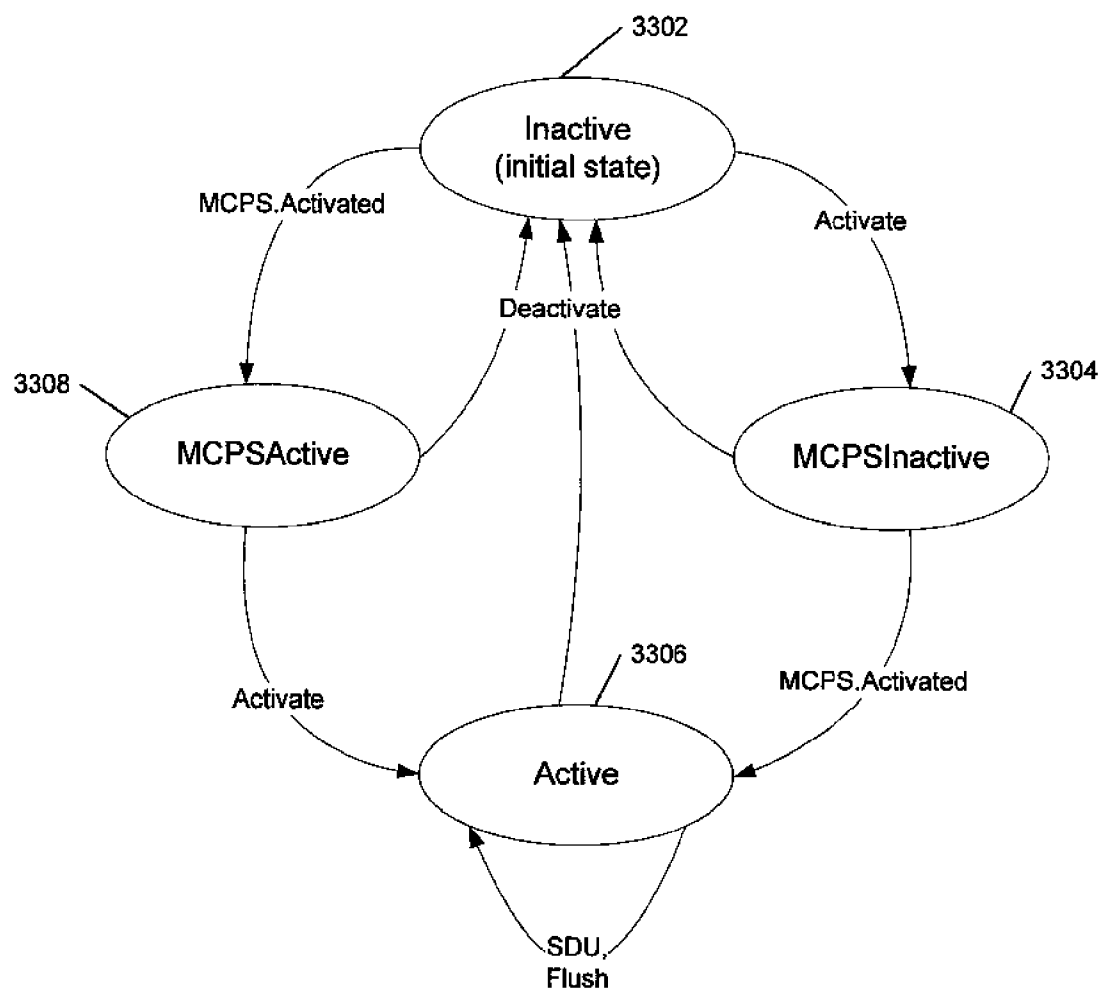 3302
Inactive
(initial state)
MCPS.Activated
Activate
Deactivate
3308
3304
MCPSActive
MCPSInactive
3306
Activate
MCPS.Activated
Active
SDU,
Flush